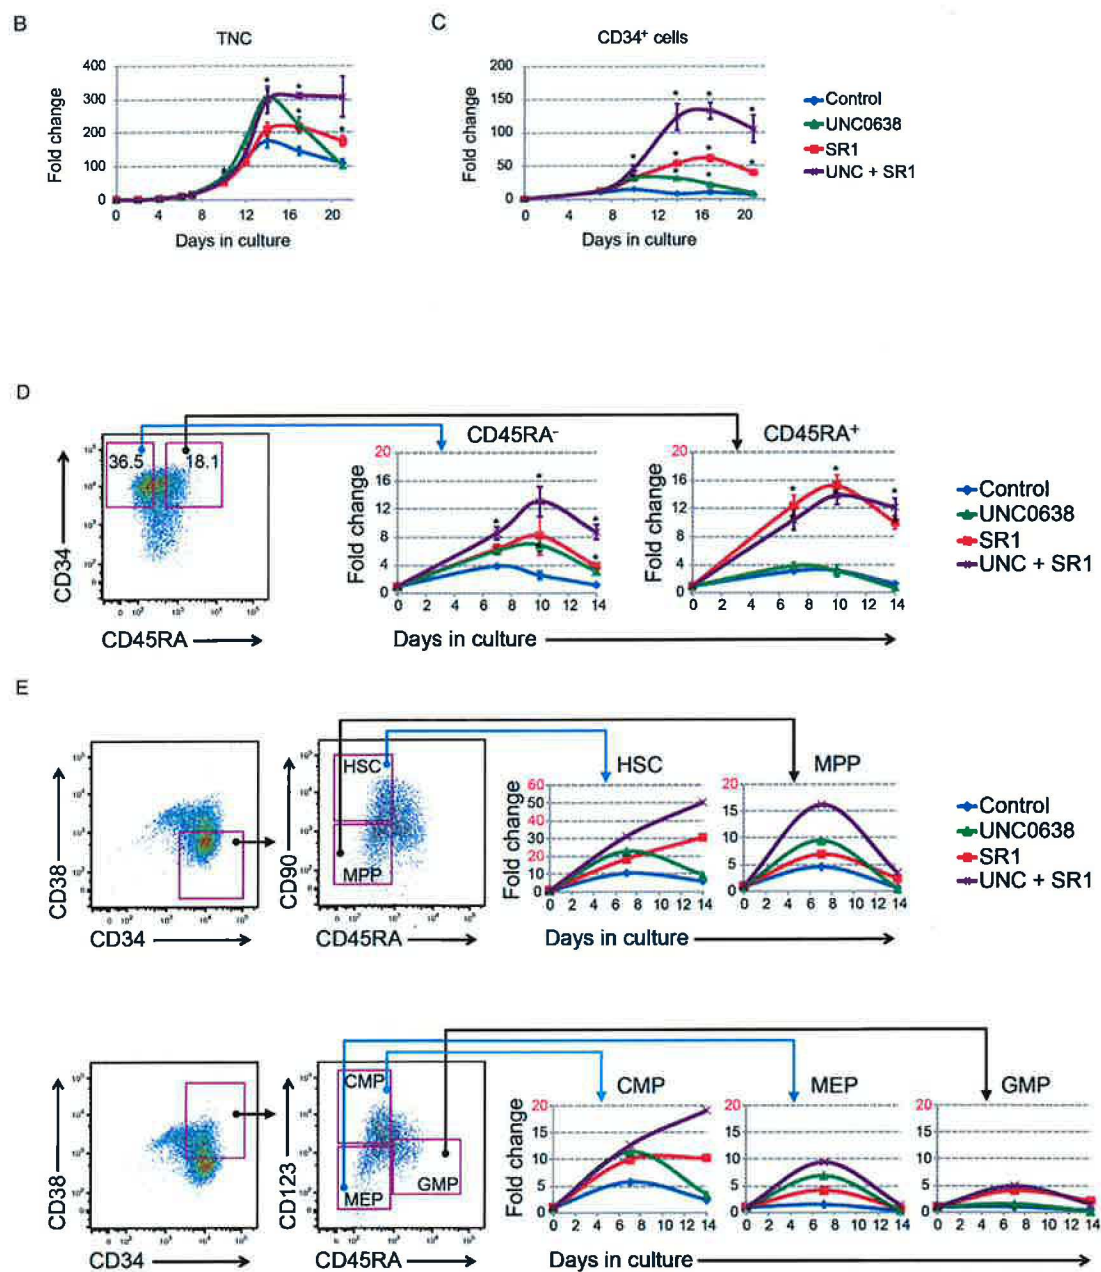 B
TNC
Fold change
400
300
200
100
0
0 4 8 12 16 20
Days in culture
C
CD34+ cells
Fold change
200
150
100
50
0
0 4 8 12 16 20
Days in culture
Control
UNC0638
SR1
UNC + SR1
D
36.5 18.1
CD34
CD45RA
CD45RA-
Fold change
20
16
12
8
4
0
0 2 4 6 8 10 12 14
CD45RA+
Fold change
20
16
12
8
4
0
0 2 4 6 8 10 12 14
Days in culture
Control
UNC0638
SR1
UNC + SR1
E
CD38
CD34
HSC
MPP
CD90
CD45RA
HSC
Fold change
60
50
40
30
20
10
0
0 2 4 6 8 10 12 14
MPP
20
15
10
5
0
0 2 4 6 8 10 12 14
Days in culture
Control
UNC0638
SR1
UNC + SR1
CD38
CD34
CMP
MEP
GMP
CD123
CD45RA
CMP
Fold change
20
15
10
5
0
0 2 4 6 8 10 12 14
MEP
20
15
10
5
0
0 2 4 6 8 10 12 14
GMP
20
15
10
5
0
0 2 4 6 8 10 12 14
Days in culture